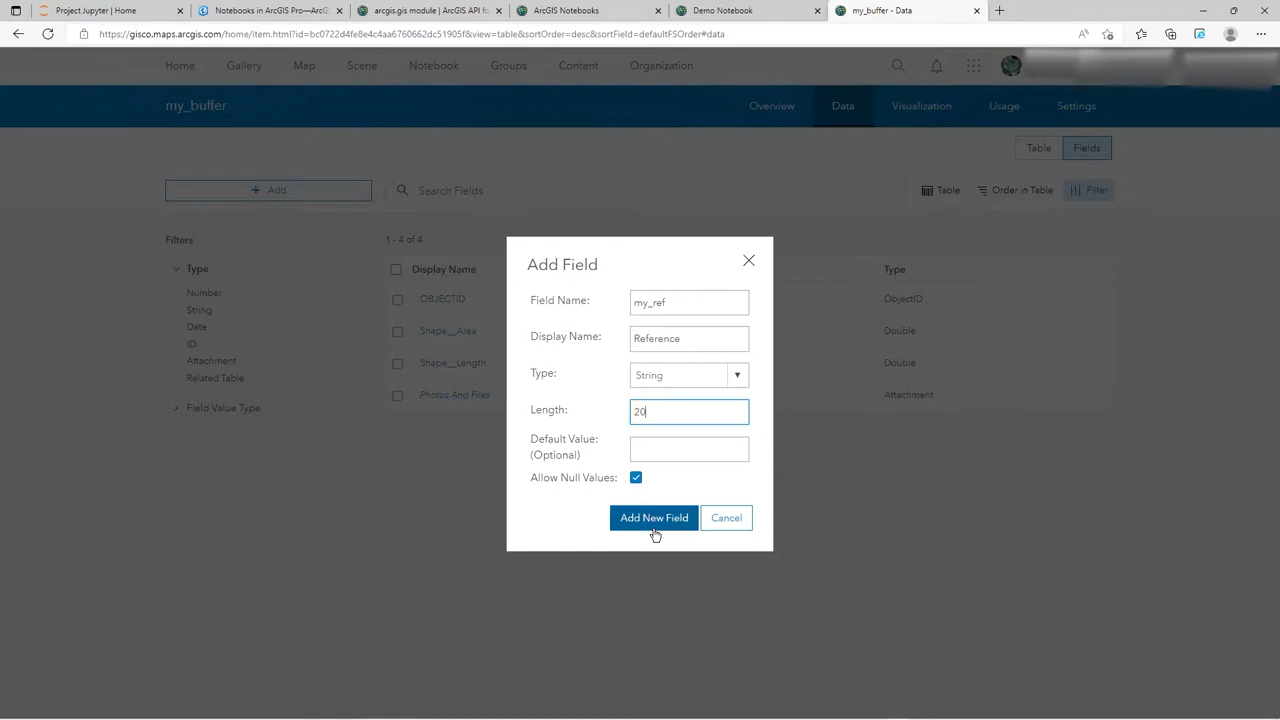 Project Jupyter | Home
Notebooks in ArcGIS Pro—ArcG
arcgis.gis module | ArcGIS API fo
ArcGIS Notebooks
Demo Notebook
my_buffer - Data
https://gisco.maps.arcgis.com/home/item.html?id=bc0722d4fe8e4c4aa6760662dc51905f&view=table&sortOrder=desc&sortField=defaultFSOrder#data
Home
Gallery
Map
Scene
Notebook
Groups
Content
Organization
my_buffer
Overview
Data
Visualization
Usage
Settings
Table
Fields
+ Add
Search Fields
Table
Order in Table
Filter
Filters
1 - 4 of 4
Type
Number
String
Date
ID
Attachment
Related Table
Field Value Type
Display Name
Type
OBJECTID
ObjectID
Shape__Area
Double
Shape__Length
Double
Photos And Files
Attachment
Add Field
Field Name:
my_ref
Display Name:
Reference
Type:
String
Length:
20
Default Value:
(Optional)
Allow Null Values:
Add New Field
Cancel